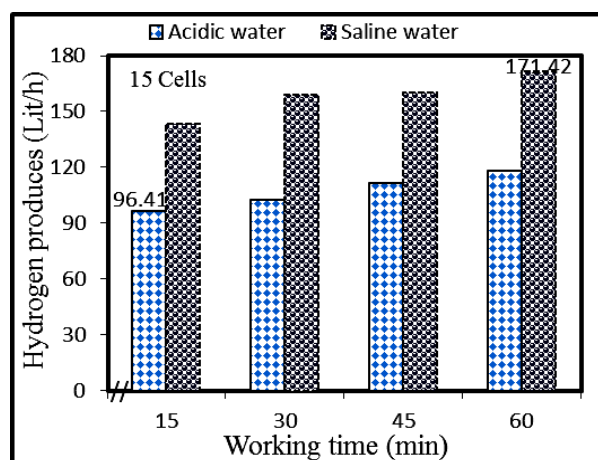 Acidic water Saline water
180 171.42
15 Cells
150
120
96.41
90
60
30
0
15 30 45 60
Working time (min)
Hydrogen produces (Lit/h)